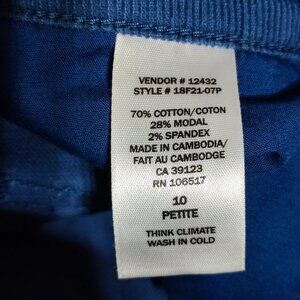 VENDOR # 12432
STYLE # 18F21-07P
70% COTTON/COTON
28% MODAL
2% SPANDEX
MADE IN CAMBODIA/
FAIT AU CAMBODGE
CA 39123
RN 106517
10
PETITE
THINK CLIMATE
WASH IN COLD